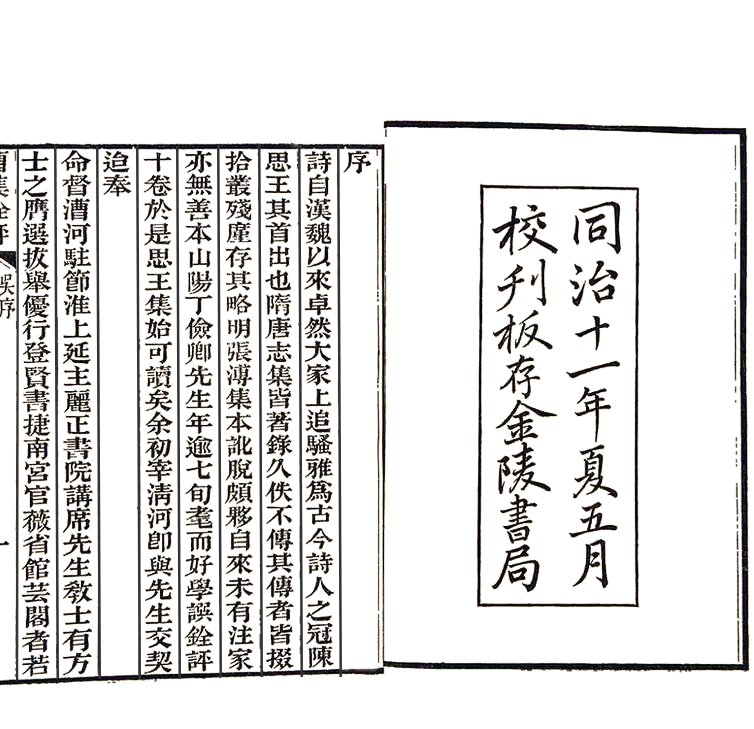 同治十一年夏五月
校刋板存金陵書局
序
詩自漢魏以來卓然大家上追騷雅爲古今詩人之冠陳
思王其首出也隋唐志集皆著錄久佚不傳其傳者皆掇
拾叢殘廑存其略明張溥集本訛脫頗夥自來未有注家
亦無善本山陽丁儉卿先生年逾七旬耄而好學譔銓評
十卷於是思王集始可讀矣余初宰清河卽與先生交契
迨奉
命督漕河駐節淮上延主麗正書院講席先生敎士有方
士之膺選拔舉優行登賢書捷南宮官薇省館芸閣者若
曹集銓評
吴序
一